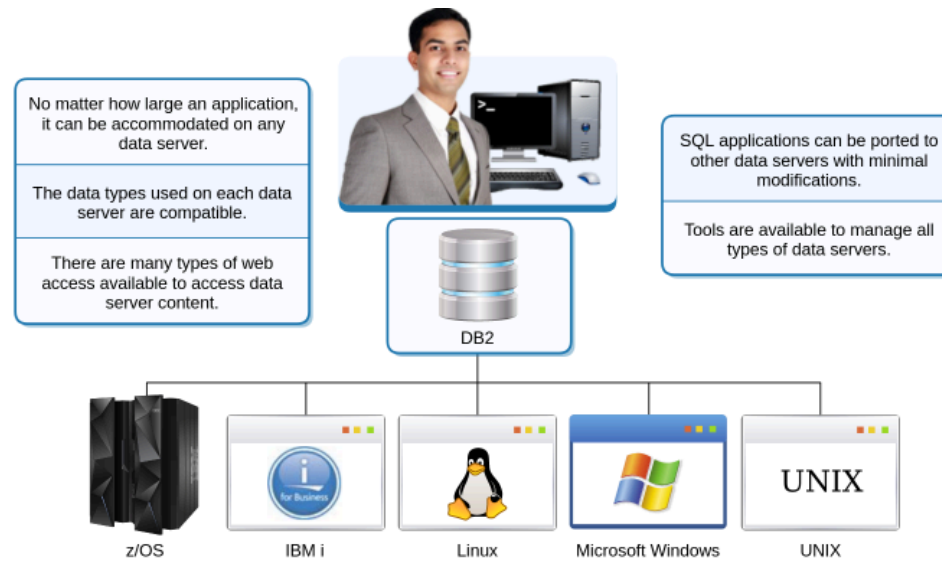 No matter how large an application,
it can be accommodated on any
data server.
The data types used on each data
server are compatible.
There are many types of web
access available to access data
server content.
>_
SQL applications can be ported to
other data servers with minimal
modifications.
Tools are available to manage all
types of data servers.
DB2
i
for Business
UNIX
z/OS
IBM i
Linux
Microsoft Windows
UNIX